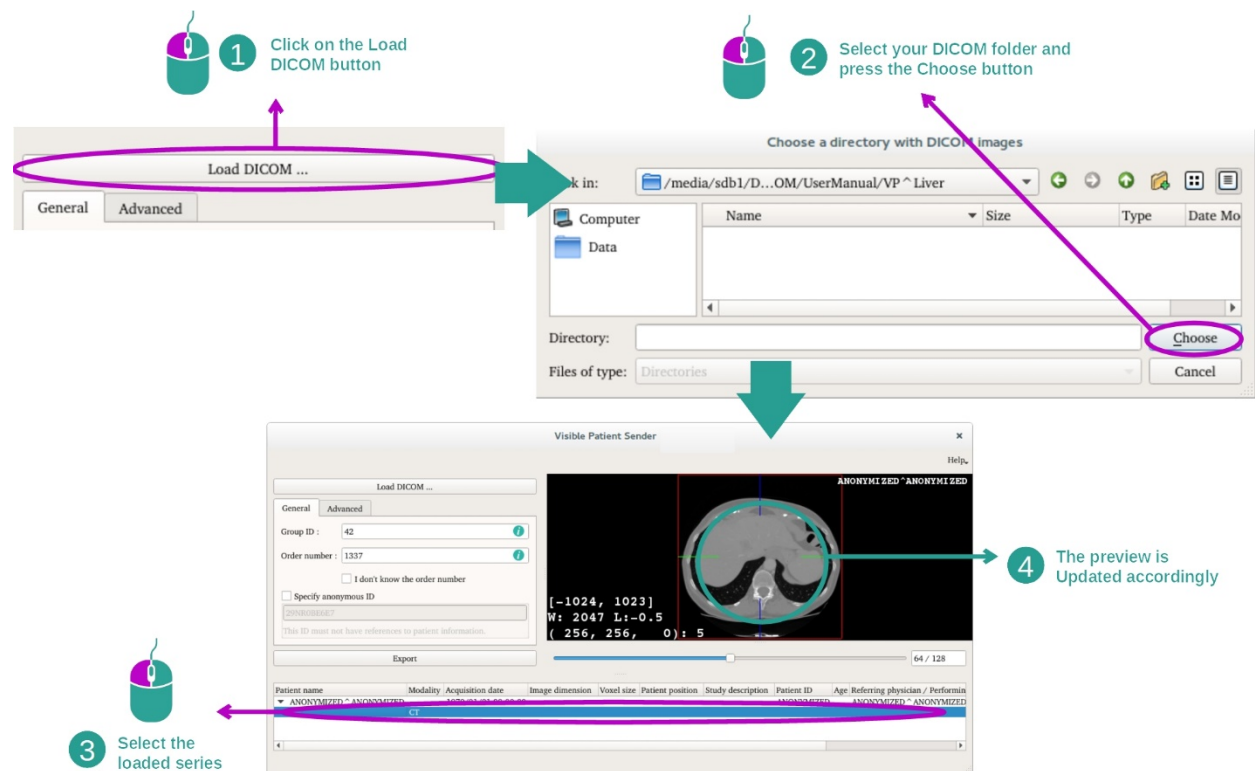 1
Click on the Load
DICOM button
2
Select your DICOM folder and
press the Choose button
Load DICOM ...
General Advanced
Choose a directory with DICOM images
k in: /media/sdb1/D...OM/UserManual/VP^Liver
Computer
Data
Name Size Type Date Mo
Directory:
Choose
Files of type: Directories
Cancel
Visible Patient Sender x
Help
Load DICOM ...
General Advanced
Group ID : 42
Order number : 1337
I don't know the order number
Specify anonymous ID
This ID must not have references to patient information.
Export
ANONYMIZED^ANONYMIZED
[-1024, 1023]
W: 2047 L:-0.5
( 256, 256, 0): 5
64 / 128
4
The preview is
Updated accordingly
Patient name Modality Acquisition date Image dimension Voxel size Patient position Study description Patient ID Age Referring physician / Performin
ANONYMIZED^ANONYMIZED ANONYMIZED ANONYMIZED^ANONYMIZED
CT
3
Select the
loaded series